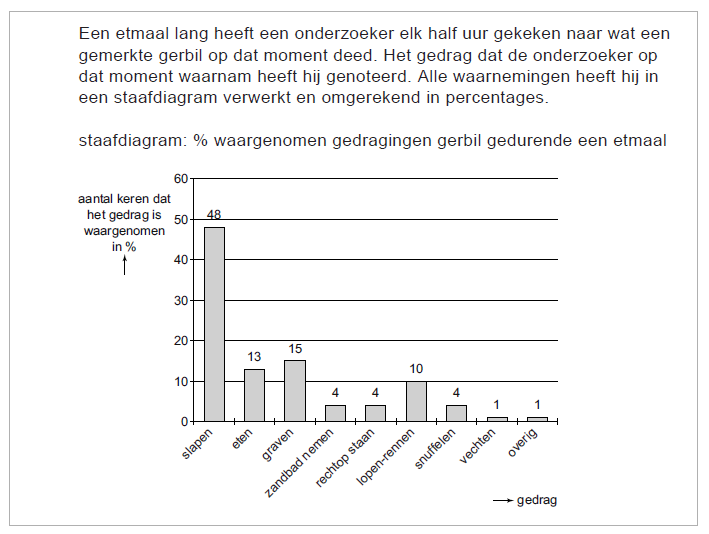 Een etmaal lang heeft een onderzoeker elk half uur gekeken naar wat een
gemerkte gerbil op dat moment deed. Het gedrag dat de onderzoeker op
dat moment waarnam heeft hij genoteerd. Alle waarnemingen heeft hij in
een staafdiagram verwerkt en omgerekend in percentages.
staafdiagram: % waargenomen gedragingen gerbil gedurende een etmaal
aantal keren dat
het gedrag is
waargenomen
in %
60
50
40
30
20
10
0
48
13
15
4
4
10
4
1
1
slapen
eten
graven
zandbad nemen
rechtop staan
lopen-rennen
snuffelen
vechten
overig
gedrag